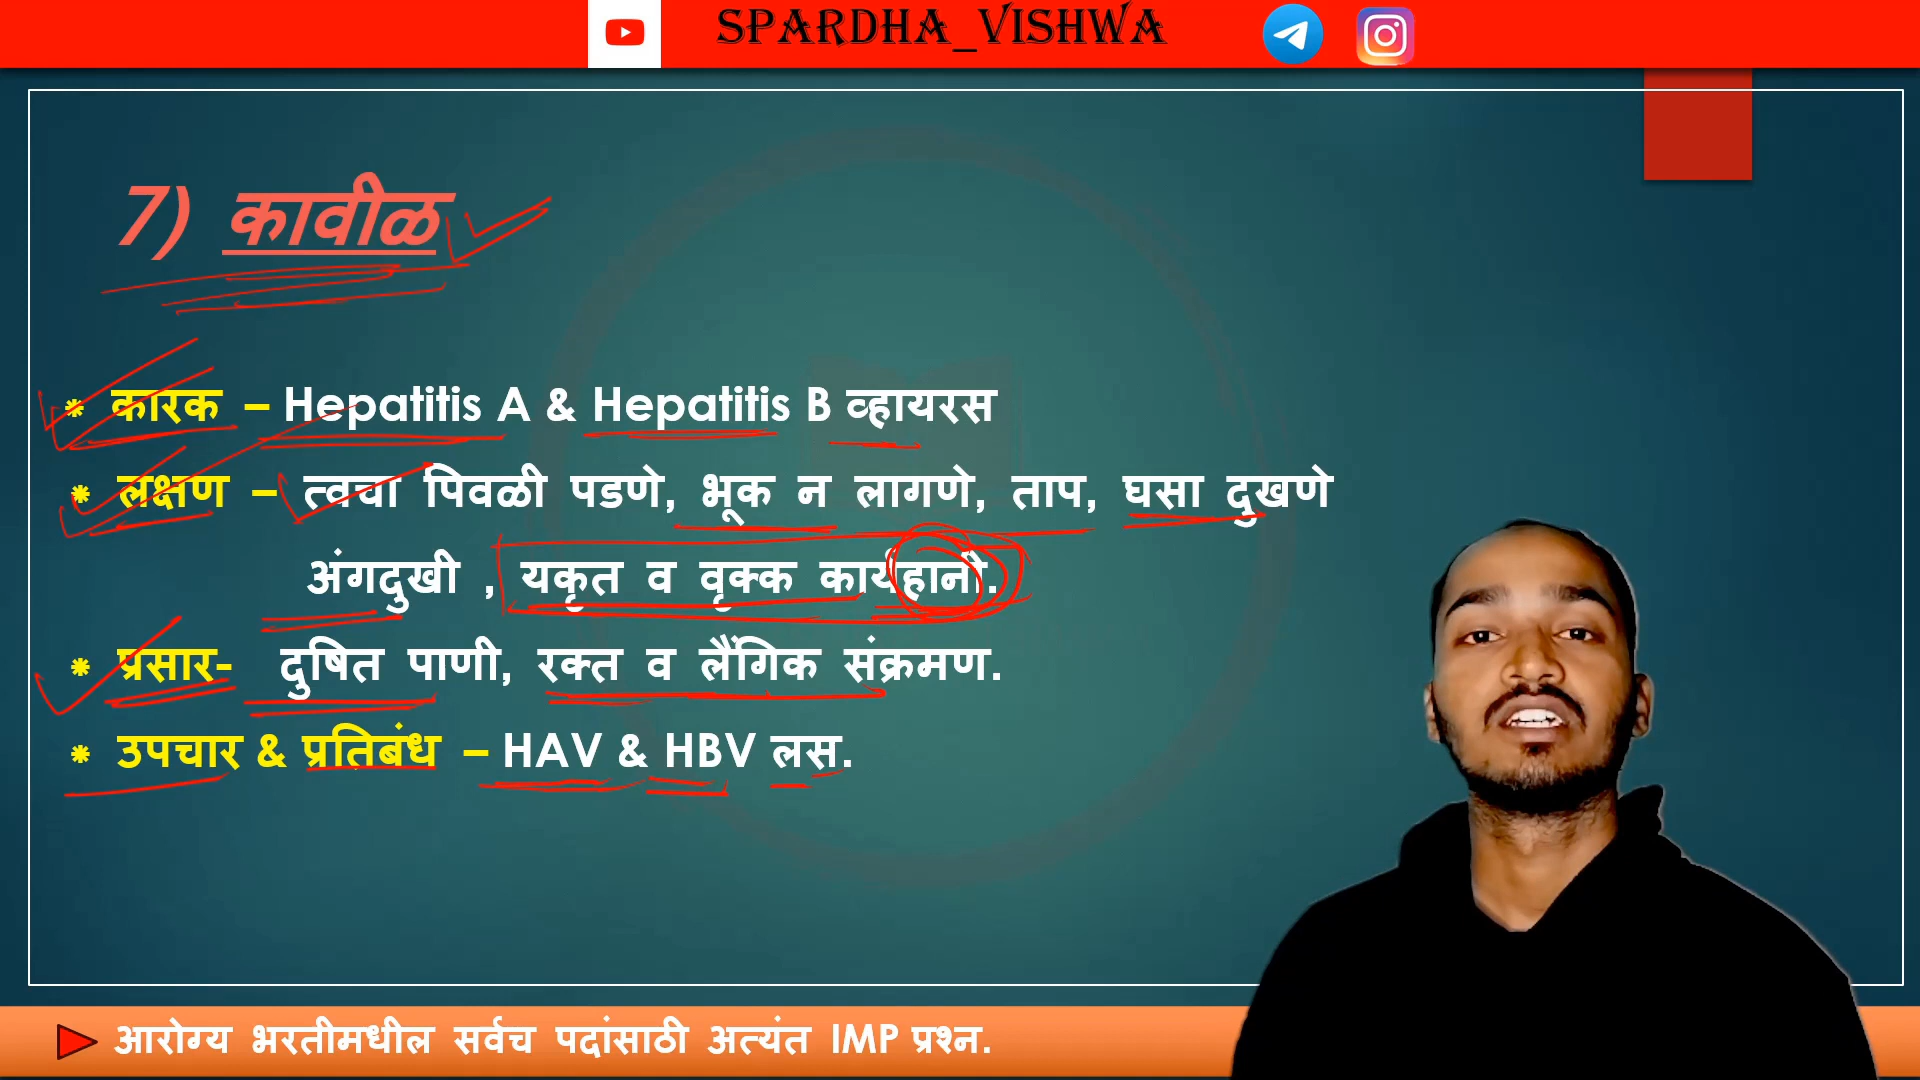 SPARDHA_VISHWA
7) कावीळ
* कारक – Hepatitis A & Hepatitis B व्हायरस
* लक्षण – त्वचा पिवळी पडणे, भूक न लागणे, ताप, घसा दुखणे
अंगदुखी , यकृत व वृक्क कार्यहानी.
* प्रसार- दुषित पाणी, रक्त व लैंगिक संक्रमण.
* उपचार & प्रतिबंध – HAV & HBV लस.
आरोग्य भरतीमधील सर्वच पदांसाठी अत्यंत IMP प्रश्न.